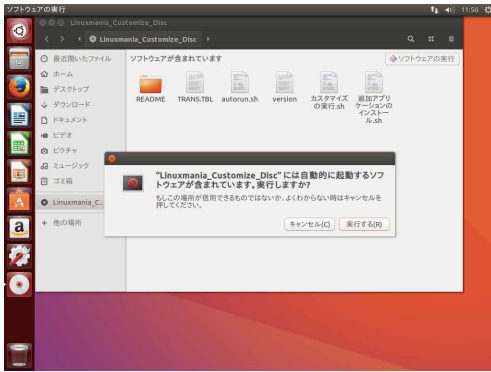 ソフトウェアの実行
11:50
Linuxmania_Customize_Disc
Linuxmania_Customize_Disc
最近開いたファイル
ホーム
デスクトップ
ダウンロード
ドキュメント
ビデオ
ピクチャ
ミュージック
ゴミ箱
Linuxmania_C...
他の場所
ソフトウェアが含まれています
ソフトウェアの実行
README
TRANS.TBL
autorun.sh
version
カスタマイズ
の実行.sh
追加アプリ
ケーションの
インストー
ル.sh
"Linuxmania_Customize_Disc" には自動的に起動するソフ
トウェアが含まれています。実行しますか?
もしこの場所が信用できるものではないか、よくわからない時はキャンセルを
押してください。
キャンセル(C)
実行する(R)